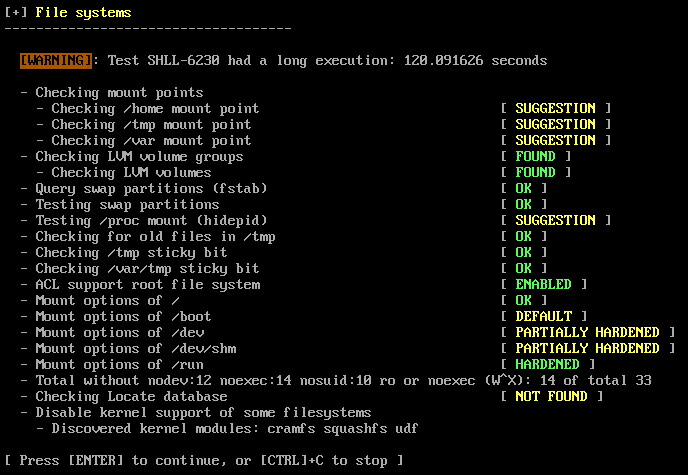 [+] File systems
------------------------------------
[WARNING]: Test SHLL-6230 had a long execution: 120.091626 seconds
- Checking mount points
- Checking /home mount point [ SUGGESTION ]
- Checking /tmp mount point [ SUGGESTION ]
- Checking /var mount point [ SUGGESTION ]
- Checking LVM volume groups [ FOUND ]
- Checking LVM volumes [ FOUND ]
- Query swap partitions (fstab) [ OK ]
- Testing swap partitions [ OK ]
- Testing /proc mount (hidepid) [ SUGGESTION ]
- Checking for old files in /tmp [ OK ]
- Checking /tmp sticky bit [ OK ]
- Checking /var/tmp sticky bit [ OK ]
- ACL support root file system [ ENABLED ]
- Mount options of / [ OK ]
- Mount options of /boot [ DEFAULT ]
- Mount options of /dev [ PARTIALLY HARDENED ]
- Mount options of /dev/shm [ PARTIALLY HARDENED ]
- Mount options of /run [ HARDENED ]
- Total without nodev:12 noexec:14 nosuid:10 ro or noexec (W^X): 14 of total 33
- Checking Locate database [ NOT FOUND ]
- Disable kernel support of some filesystems
- Discovered kernel modules: cramfs squashfs udf
[ Press [ENTER] to continue, or [CTRL]+C to stop ]